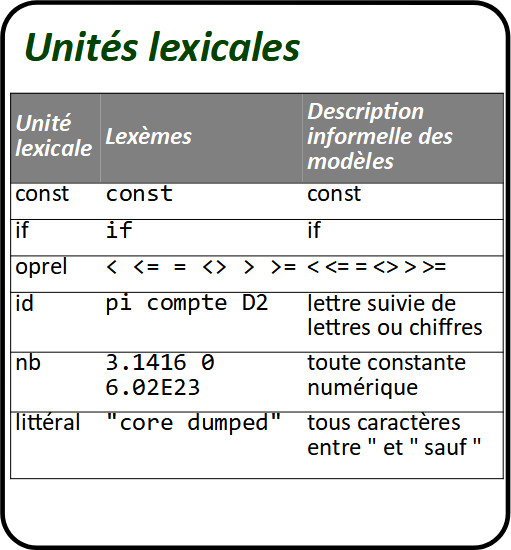 Unités lexicales
Unité lexicale Lexèmes Description informelle des modèles
const const const
if if if
oprel < <= = <> > >= < <= = <> > >=
id pi compte D2 lettre suivie de lettres ou chiffres
nb 3.1416 0 6.02E23 toute constante numérique
littéral "core dumped" tous caractères entre " et " sauf "